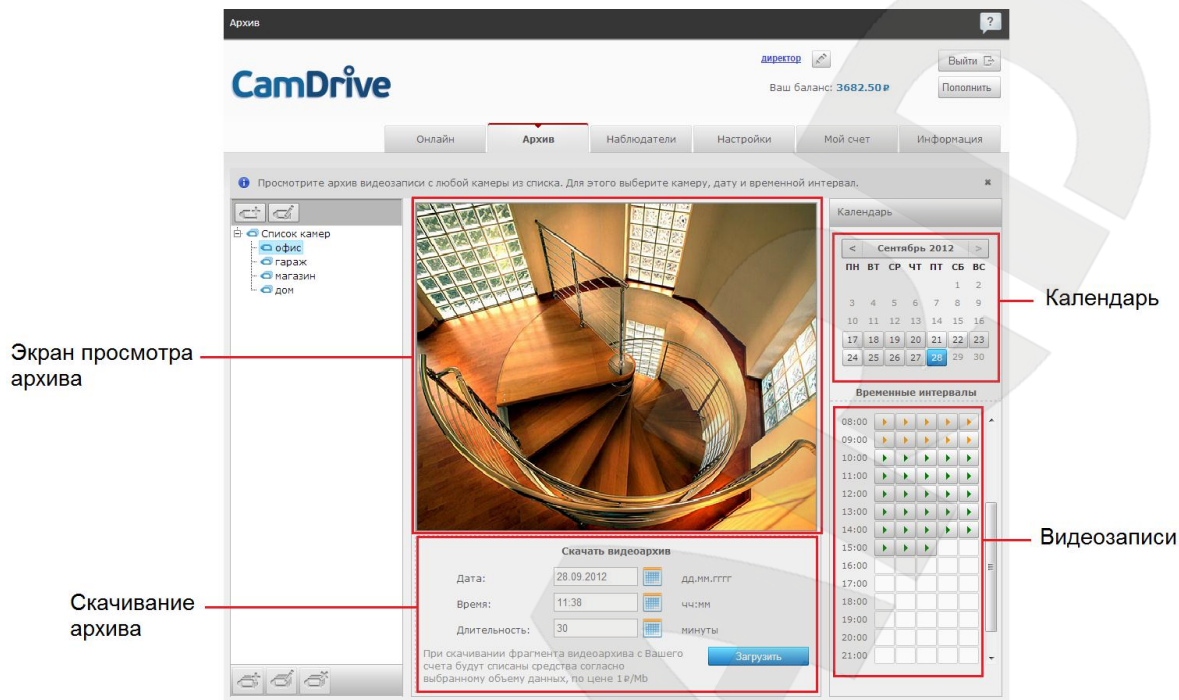 Архив
?
CamDrive
директор
Выйти
Ваш баланс: 3682.50 ₽
Пополнить
Онлайн
Архив
Наблюдатели
Настройки
Мой счет
Информация
Просмотрите архив видеозаписи с любой камеры из списка. Для этого выберите камеру, дату и временной интервал.
Список камер
офис
гараж
магазин
дом
Экран просмотра
архива
Календарь
< Сентябрь 2012 >
ПН ВТ СР ЧТ ПТ СБ ВС
1 2
3 4 5 6 7 8 9
10 11 12 13 14 15 16
17 18 19 20 21 22 23
24 25 26 27 28 29 30
Календарь
Временные интервалы
08:00
09:00
10:00
11:00
12:00
13:00
14:00
15:00
16:00
17:00
18:00
19:00
20:00
21:00
Видеозаписи
Скачать видеоархив
Дата: 28.09.2012 дд.мм.гггг
Время: 11:38 чч:мм
Длительность: 30 минуты
При скачивании фрагмента видеоархива с Вашего
счета будут списаны средства согласно
выбранному объему данных, по цене 1₽/Mb
Загрузить
Скачивание
архива